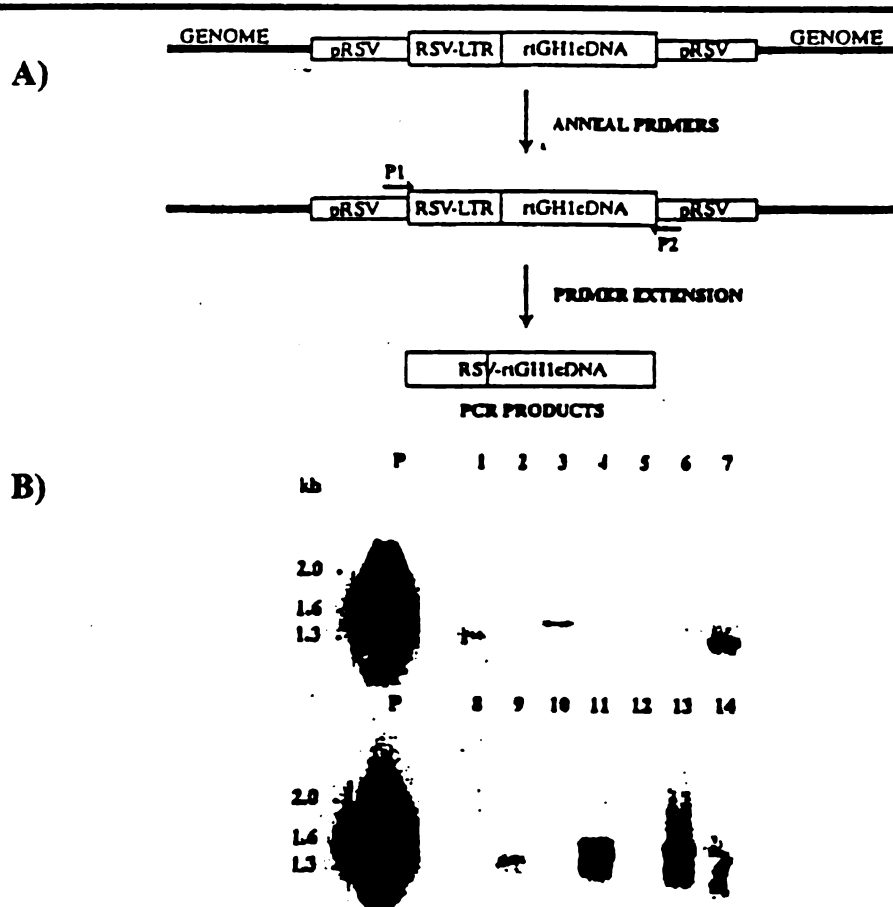 A)
GENOME pRSV RSV-LTR rtGH1cDNA pRSV GENOME
ANNEAL PRIMERS
P1
pRSV RSV-LTR rtGH1cDNA pRSV
P2
PRIMER EXTENSION
RSV-rtGH1cDNA
PCR PRODUCTS
B)
P 1 2 3 4 5 6 7
kb
2.0
1.6
1.3
P 8 9 10 11 12 13 14
2.0
1.6
1.3